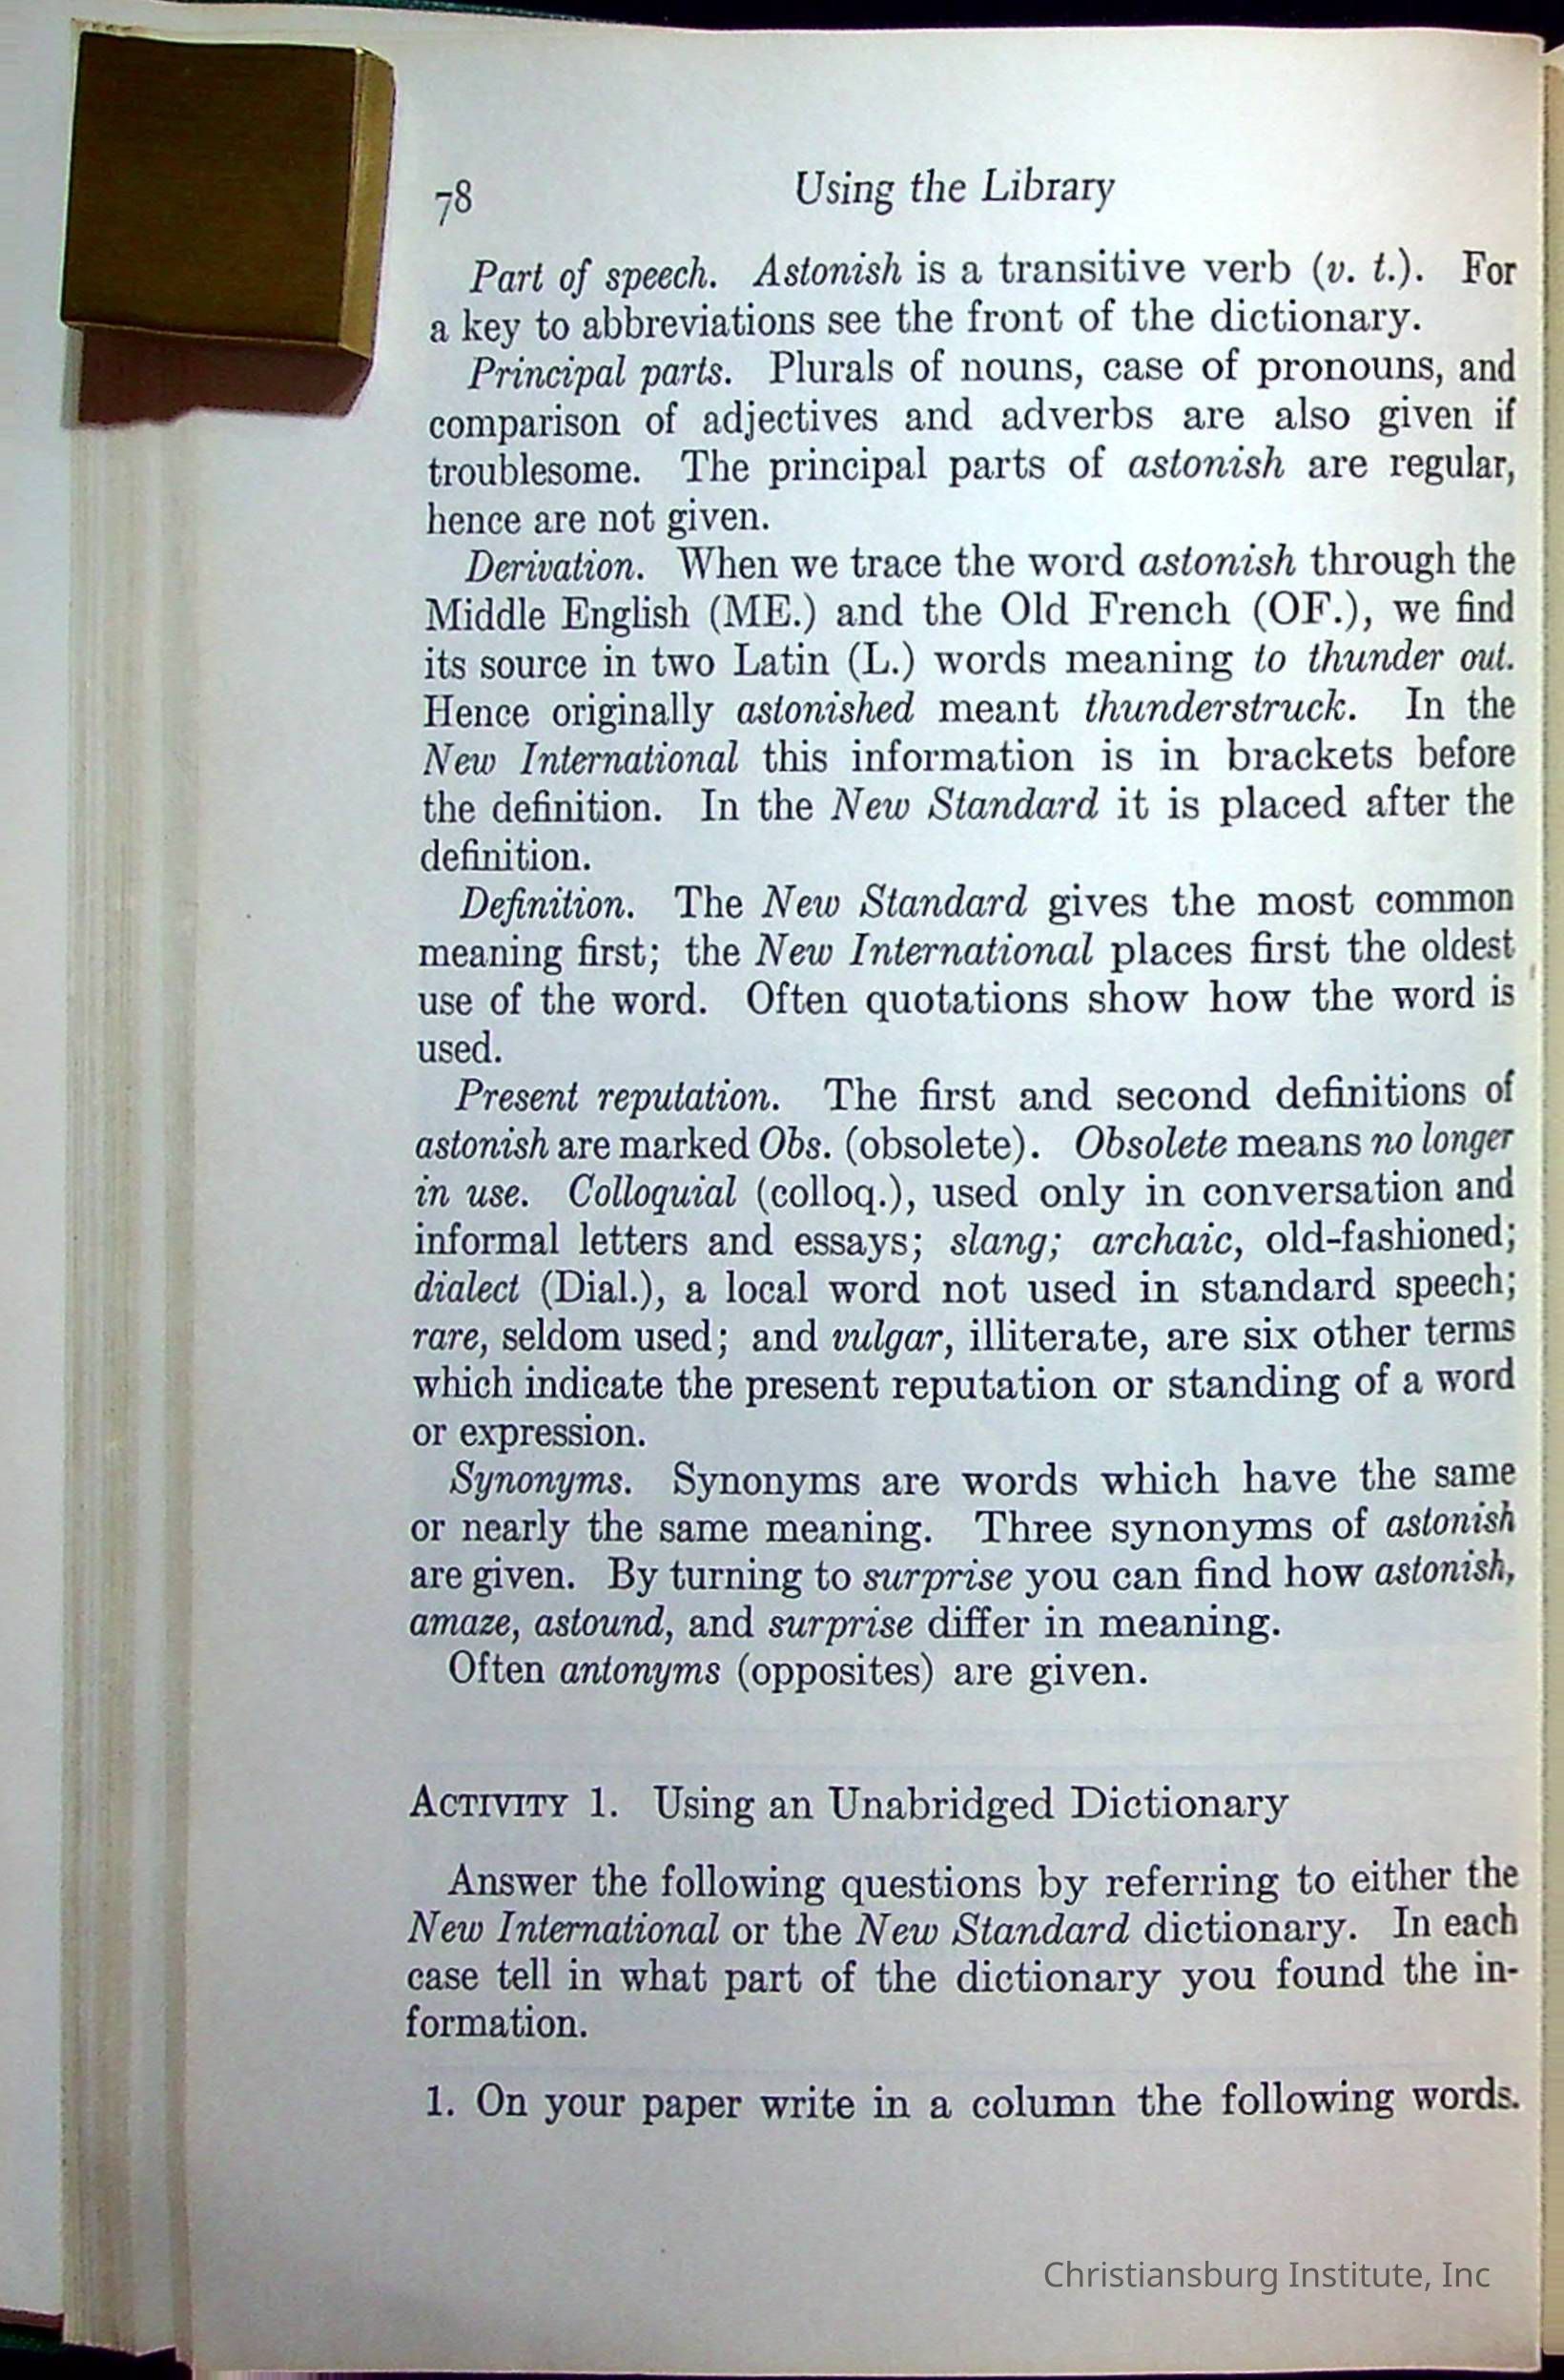 78
Using the Library
Part of speech. Astonish is a transitive verb (v. t.). For
a key to abbreviations see the front of the dictionary.
Principal parts. Plurals of nouns, case of pronouns, and
comparison of adjectives and adverbs are also given if
troublesome. The principal parts of astonish are regular,
hence are not given.
Derivation. When we trace the word astonish through the
Middle English (ME.) and the Old French (OF.), we find
its source in two Latin (L.) words meaning to thunder out.
Hence originally astonished meant thunderstruck. In the
New International this information is in brackets before
the definition. In the New Standard it is placed after the
definition.
Definition. The New Standard gives the most common
meaning first; the New International places first the oldest
use of the word. Often quotations show how the word is
used.
Present reputation. The first and second definitions of
astonish are marked Obs. (obsolete). Obsolete means no longer
in use. Colloquial (colloq.), used only in conversation and
informal letters and essays; slang; archaic, old-fashioned;
dialect (Dial.), a local word not used in standard speech;
rare, seldom used; and vulgar, illiterate, are six other terms
which indicate the present reputation or standing of a word
or expression.
Synonyms. Synonyms are words which have the same
or nearly the same meaning. Three synonyms of astonish
are given. By turning to surprise you can find how astonish,
amaze, astound, and surprise differ in meaning.
Often antonyms (opposites) are given.
ACTIVITY 1. Using an Unabridged Dictionary
Answer the following questions by referring to either the
New International or the New Standard dictionary. In each
case tell in what part of the dictionary you found the in-
formation.
1. On your paper write in a column the following words.
Christiansburg Institute, Inc